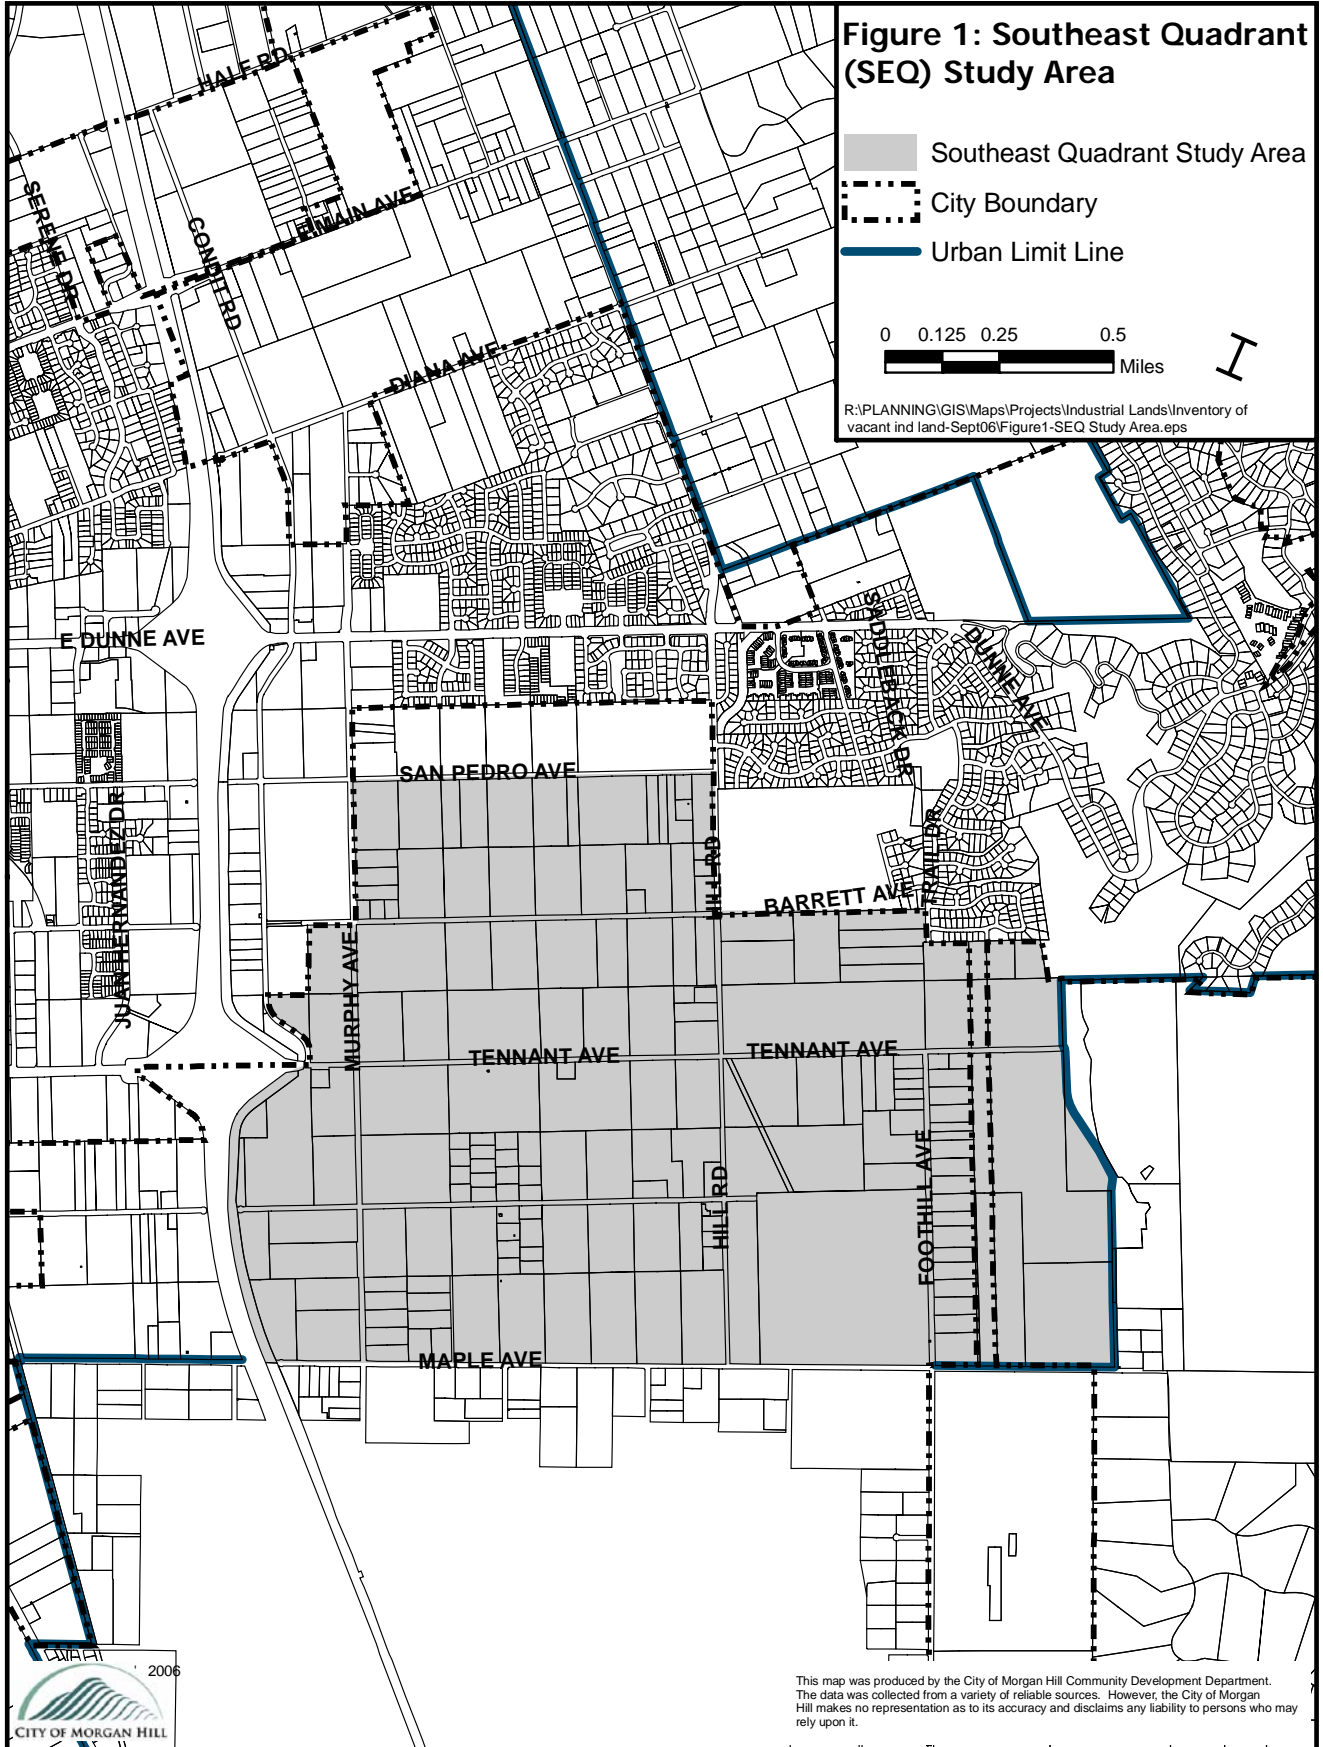 Figure 1: Southeast Quadrant
(SEQ) Study Area
Southeast Quadrant Study Area
City Boundary
Urban Limit Line
0 0.125 0.25 0.5
Miles
R:\PLANNING\GIS\Maps\Projects\Industrial Lands\Inventory of
vacant ind land-Sept06\Figure1-SEQ Study Area.eps
HALF RD
SERENE DR
CONDIT RD
E MAIN AVE
DIANA AVE
E DUNNE AVE
SADDLEBACK DR
DUNNE AVE
SAN PEDRO AVE
JUAN HERNANDEZ DR
HILL RD
TRAIL DR
BARRETT AVE
MURPHY AVE
TENNANT AVE
TENNANT AVE
FOOTHILL AVE
HILL RD
MAPLE AVE
2006
CITY OF MORGAN HILL
This map was produced by the City of Morgan Hill Community Development Department.
The data was collected from a variety of reliable sources. However, the City of Morgan
Hill makes no representation as to its accuracy and disclaims any liability to persons who may
rely upon it.